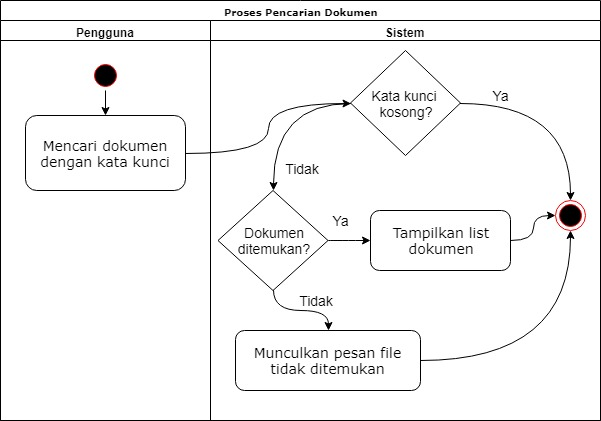 Proses Pencarian Dokumen
Pengguna
Sistem
Kata kunci
kosong?
Ya
Mencari dokumen
dengan kata kunci
Tidak
Dokumen
ditemukan?
Ya
Tampilkan list
dokumen
Tidak
Munculkan pesan file
tidak ditemukan